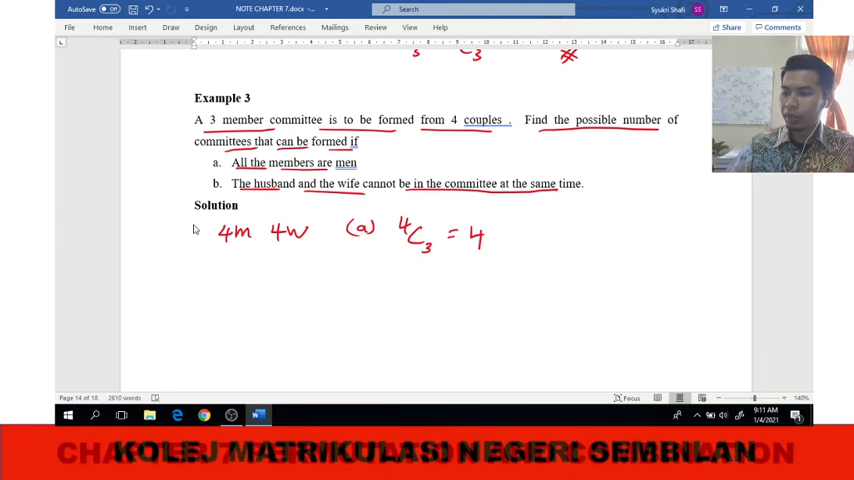 AutoSave Off
NOTE CHAPTER 7.docx -...
Search
Syukri Shafi SS
File Insert Draw Design Layout References Mailings Review View Help Share Comments
Example 3
A 3 member committee is to be formed from 4 couples . Find the possible number of
committees that can be formed if
a. All the members are men
b. The husband and the wife cannot be in the committee at the same time.
Solution
4m 4w (a) ⁴C₃ = 4
Page 14 of 18 2610 words Focus 140%
9:11 AM
1/4/2021
KOLEJ MATRIKULASI NEGERI SEMBILAN